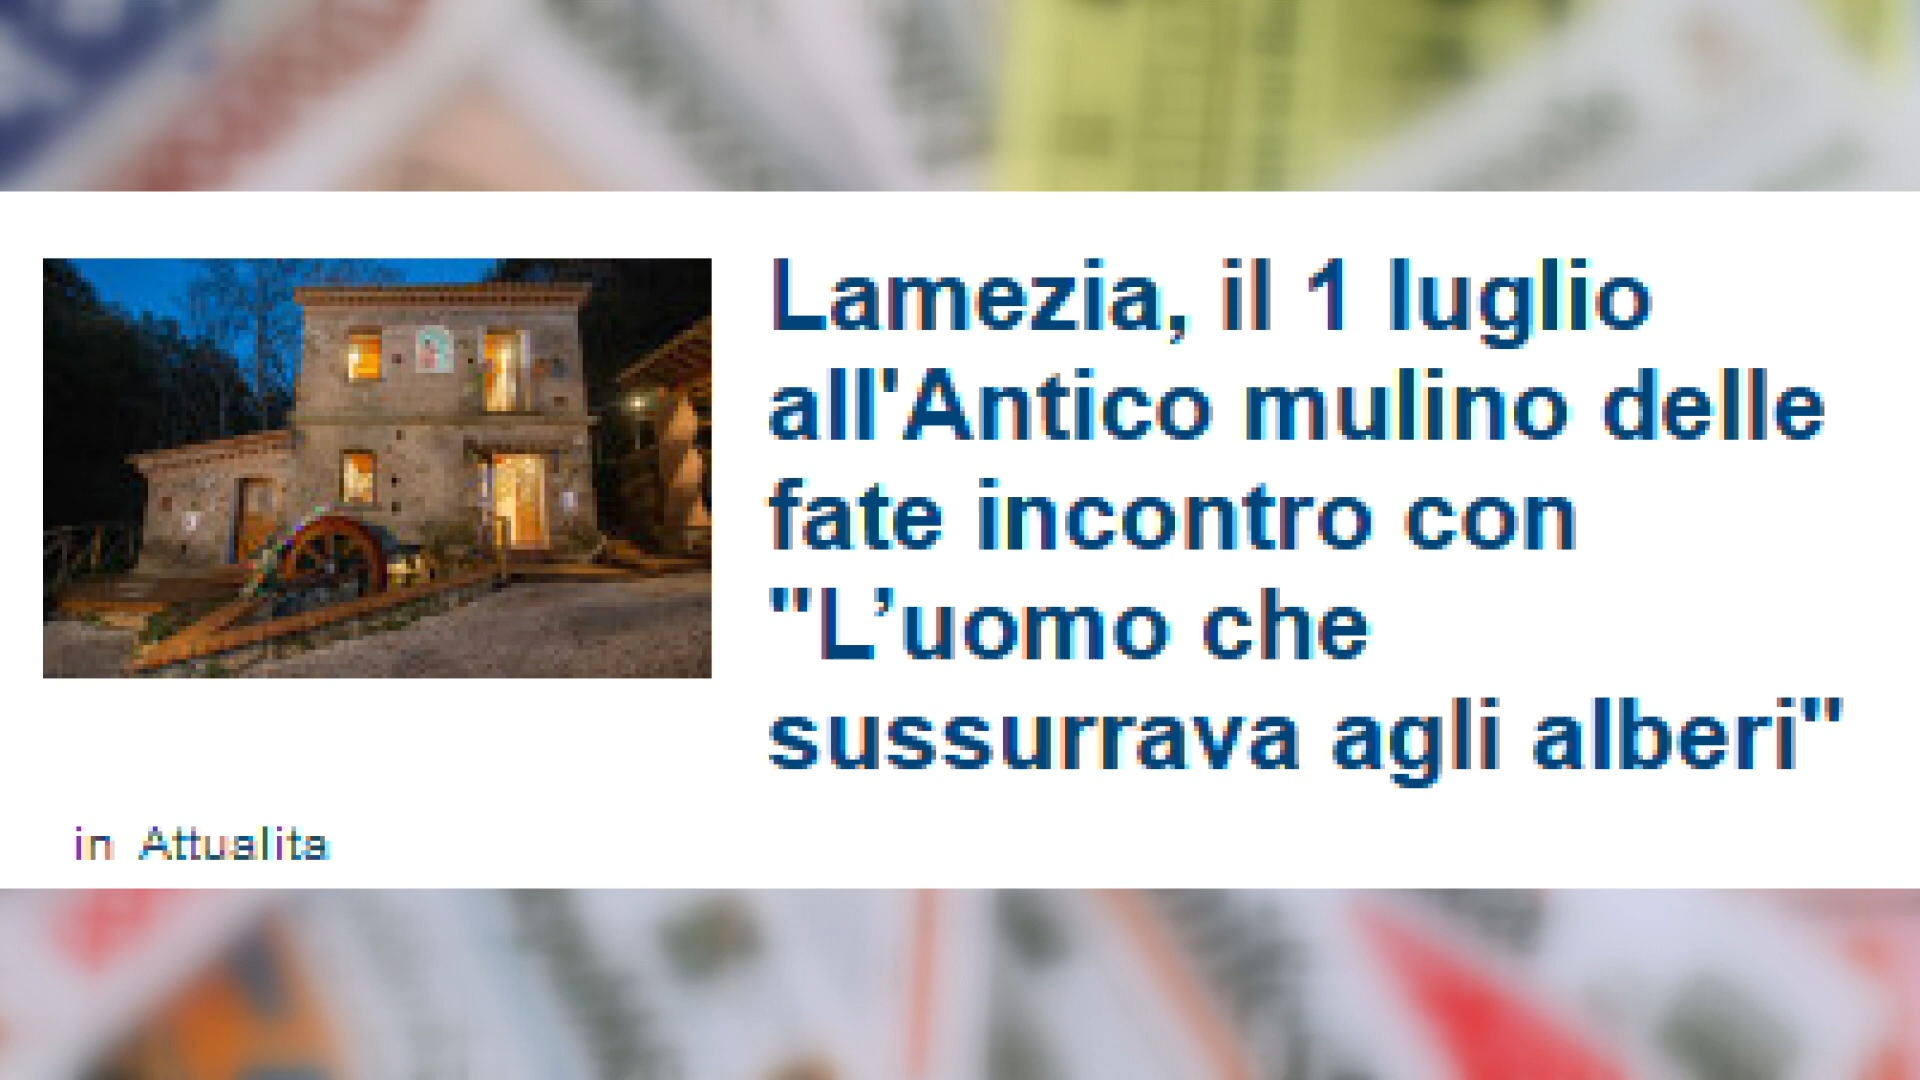 Lamezia, il 1 luglio
all'Antico mulino delle
fate incontro con
"L’uomo che
sussurrava agli alberi"
in Attualita